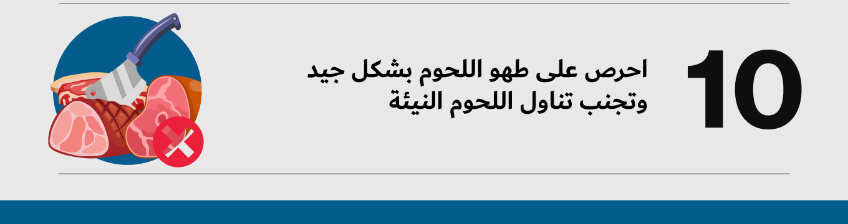 10
احرص على طهو اللحوم بشكل جيد
وتجنب تناول اللحوم النيئة